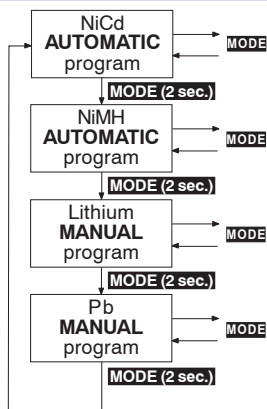 NiCd
AUTOMATIC
program
MODE
MODE (2 sec.)
NiMH
AUTOMATIC
program
MODE
MODE (2 sec.)
Lithium
MANUAL
program
MODE
MODE (2 sec.)
Pb
MANUAL
program
MODE
MODE (2 sec.)